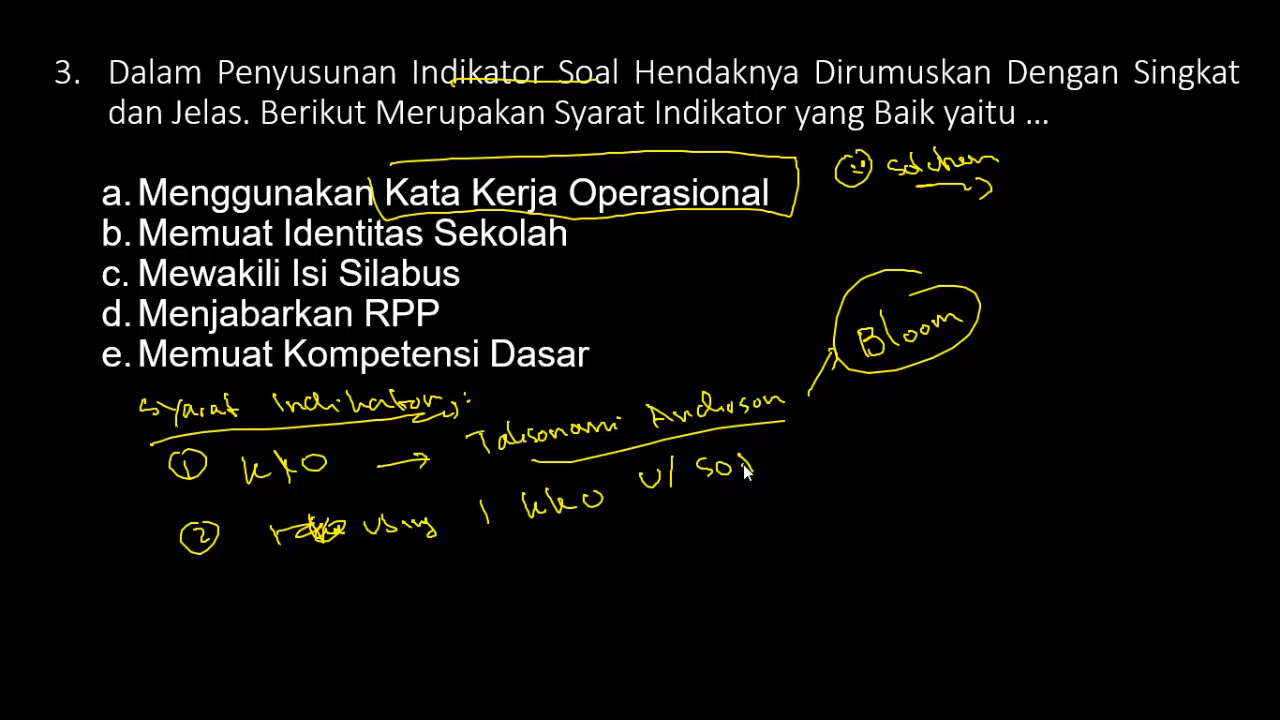 3. Dalam Penyusunan Indikator Soal Hendaknya Dirumuskan Dengan Singkat
dan Jelas. Berikut Merupakan Syarat Indikator yang Baik yaitu ...
a. Menggunakan Kata Kerja Operasional
b. Memuat Identitas Sekolah
c. Mewakili Isi Silabus
d. Menjabarkan RPP
e. Memuat Kompetensi Dasar
Bloom
Syarat Indikator :
① KKO → Taksonomi Anderson
② 1 KKO u/ soal